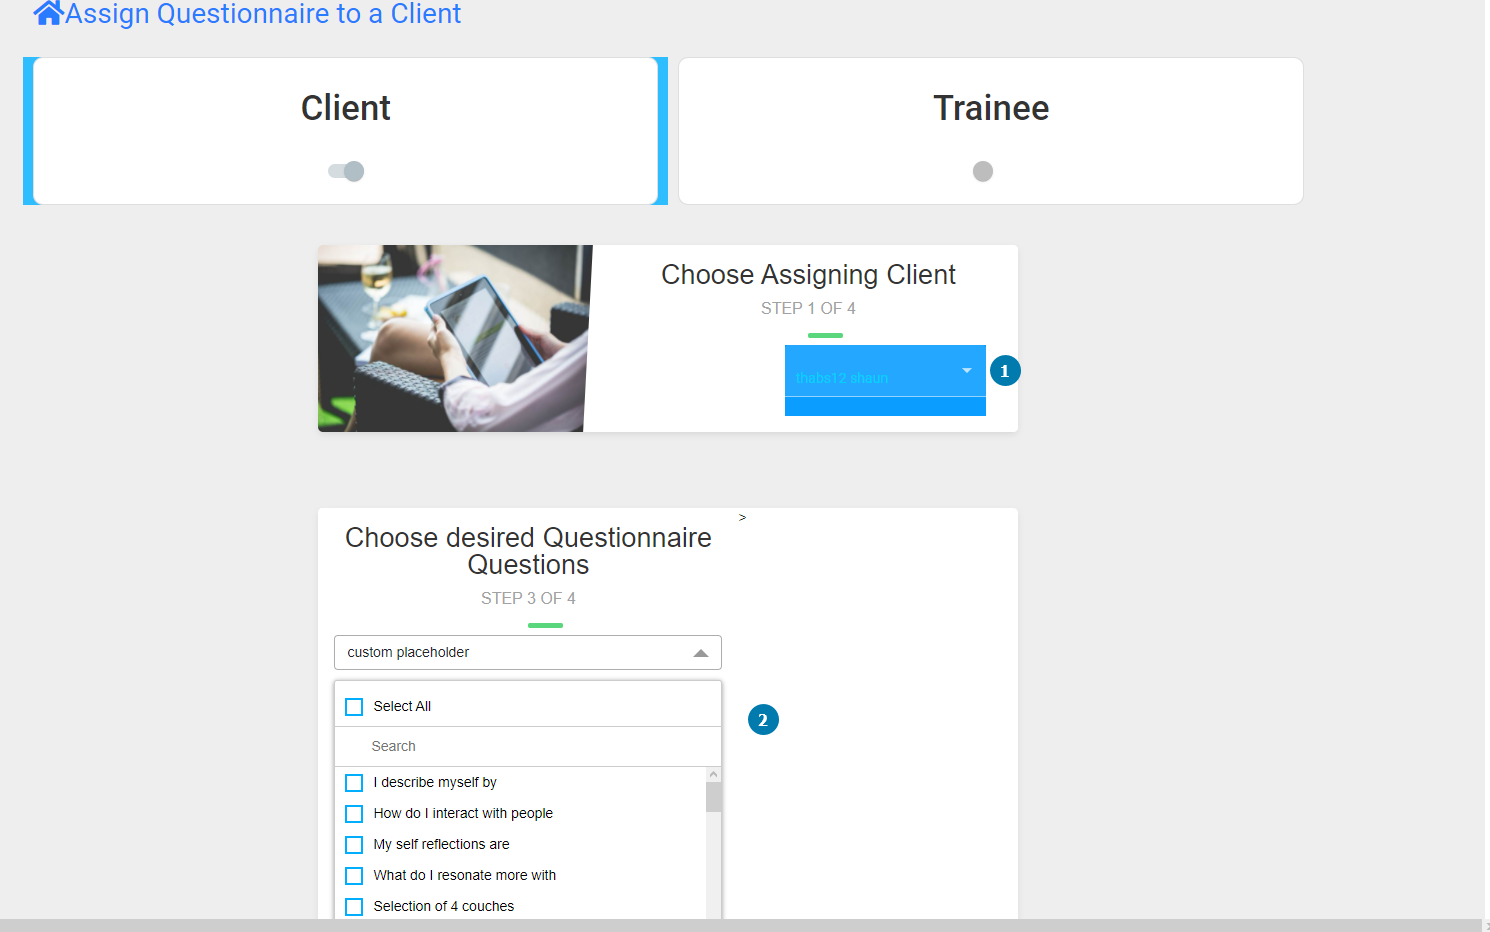 Assign Questionnaire to a Client
Client
Trainee
Choose Assigning Client
STEP 1 OF 4
thabs12 shaun
1
>
Choose desired Questionnaire
Questions
STEP 3 OF 4
custom placeholder
Select All
2
Search
I describe myself by
How do I interact with people
My self reflections are
What do I resonate more with
Selection of 4 couches